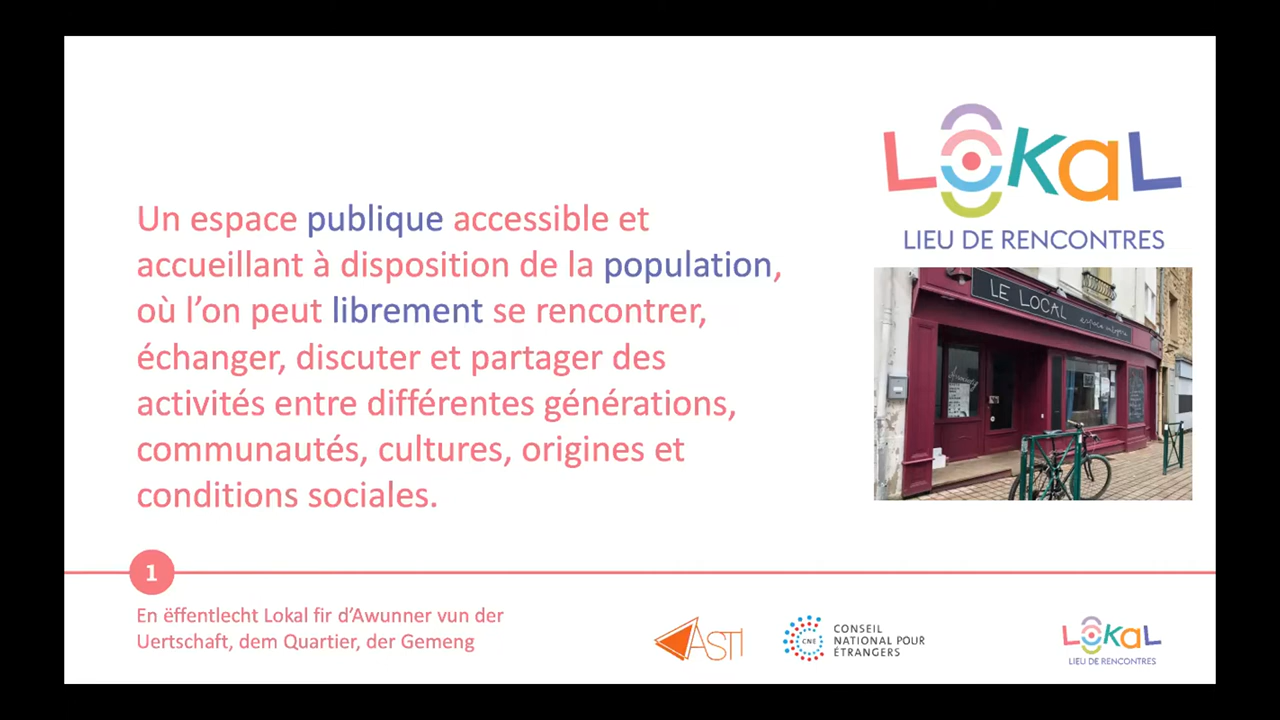 LOKAL
LIEU DE RENCONTRES
Un espace publique accessible et
accueillant à disposition de la population,
où l'on peut librement se rencontrer,
échanger, discuter et partager des
activités entre différentes générations,
communautés, cultures, origines et
conditions sociales.
LE LOCAL
1
En ëffentlecht Lokal fir d'Awunner vun der
Uertschaft, dem Quartier, der Gemeng
ASTI
CNE
CONSEIL
NATIONAL POUR
ÉTRANGERS
LOKAL
LIEU DE RENCONTRES